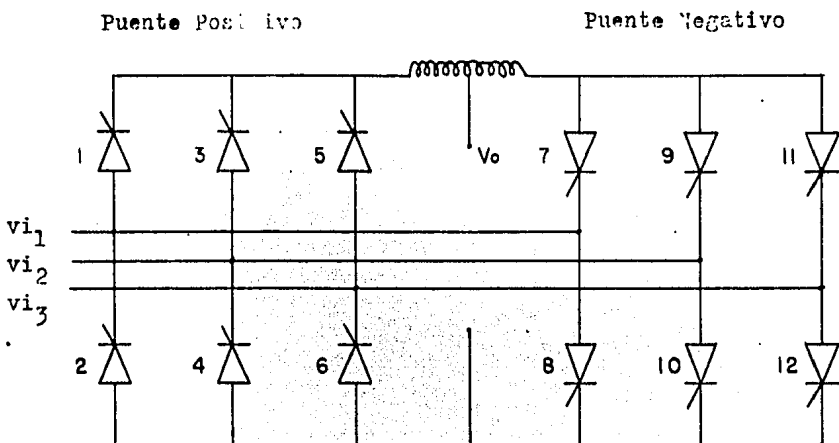 Puente Positivo Puente Negativo
1 3 5 Vo 7 9 11
vi1
vi2
vi3
2 4 6 8 10 12